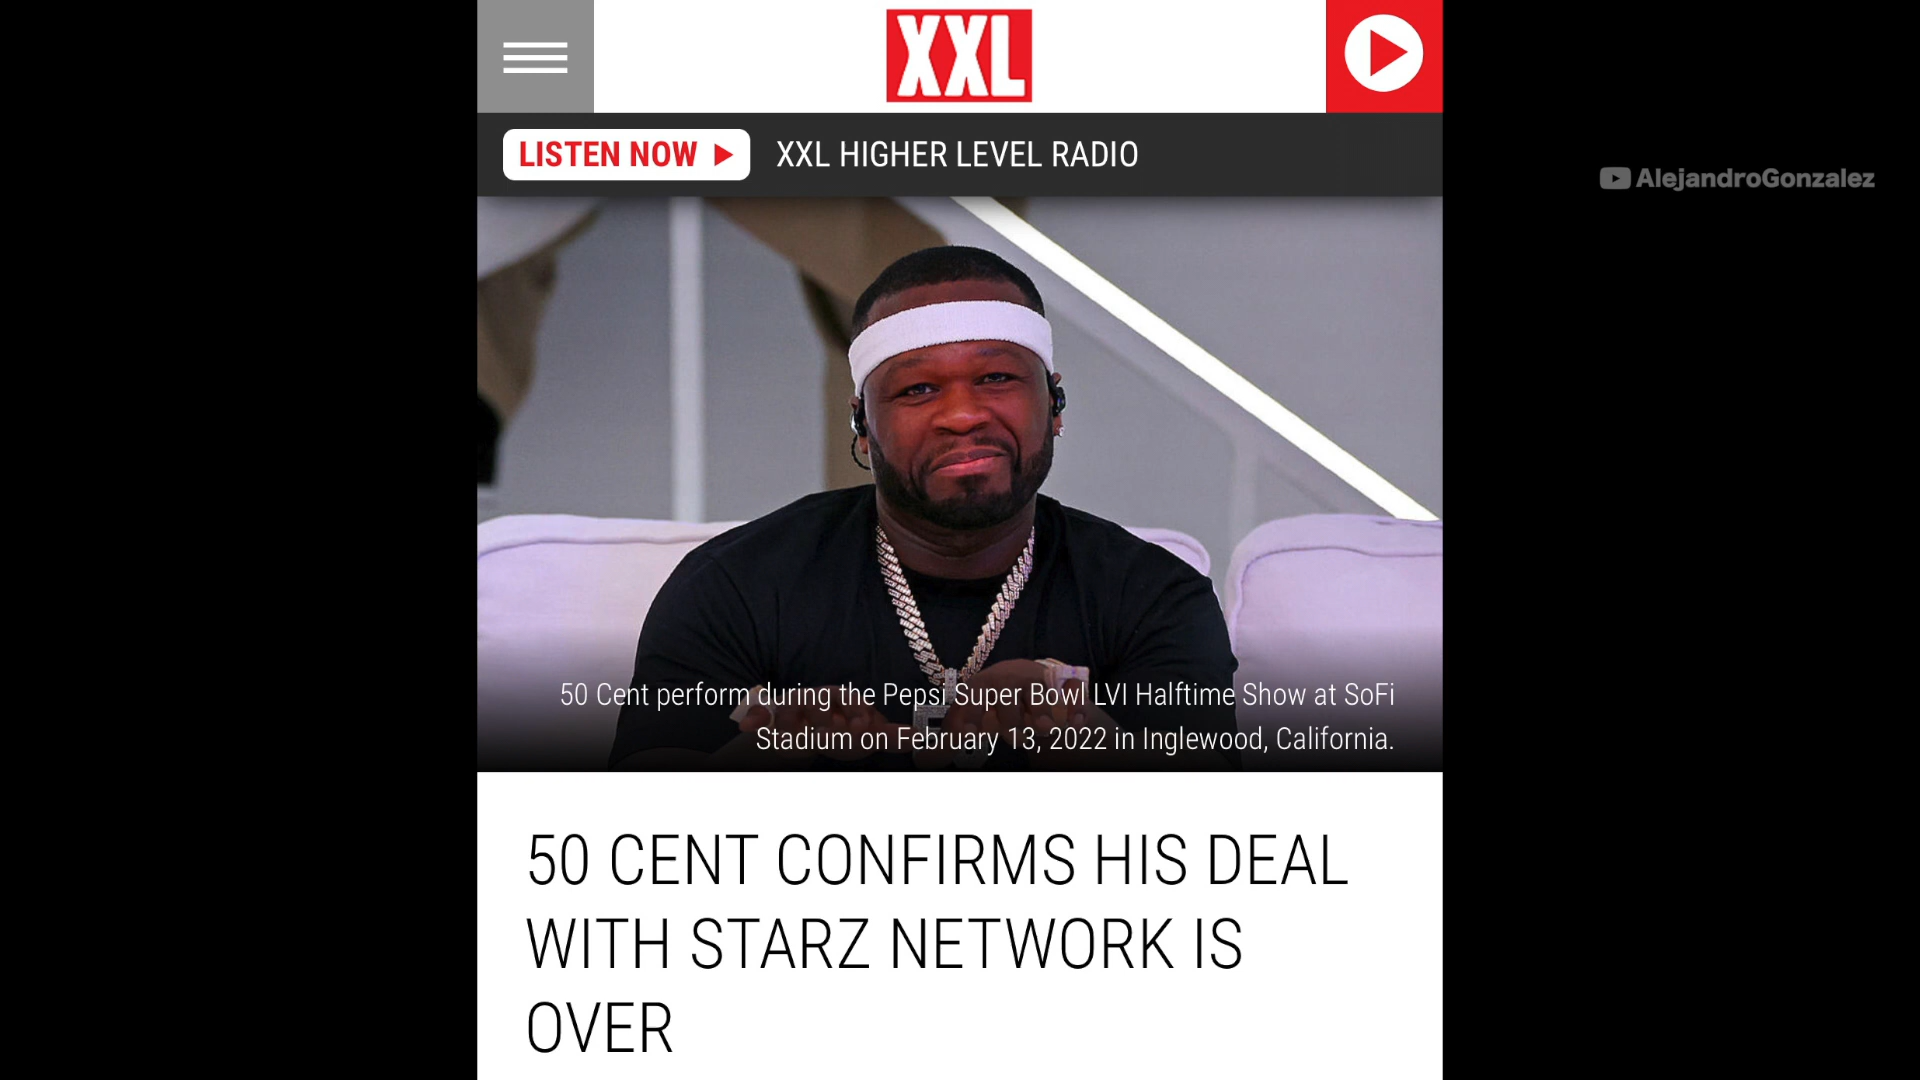 XXL
LISTEN NOW
XXL HIGHER LEVEL RADIO
AlejandroGonzalez
50 Cent perform during the Pepsi Super Bowl LVI Halftime Show at SoFi
Stadium on February 13, 2022 in Inglewood, California.
50 CENT CONFIRMS HIS DEAL
WITH STARZ NETWORK IS
OVER